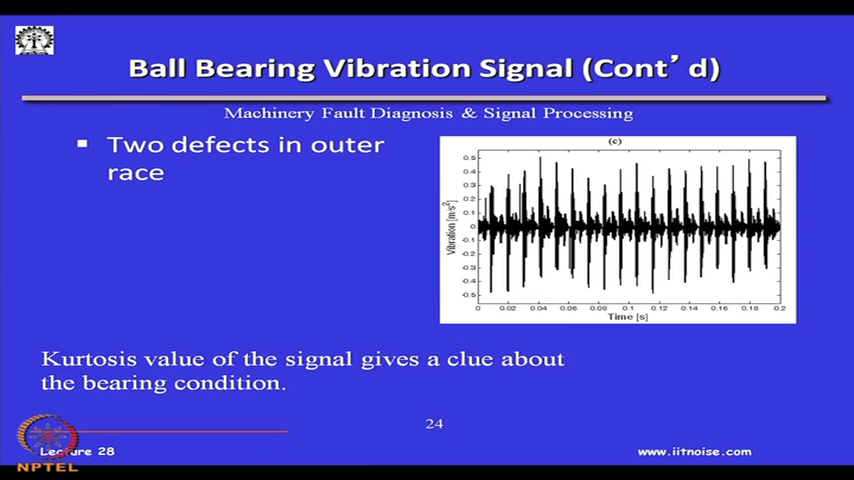 Ball Bearing Vibration Signal (Cont’d)
Machinery Fault Diagnosis & Signal Processing
▪ Two defects in outer
race
(c)
Vibration [m/s²]
0.5
0.4
0.3
0.2
0.1
0
-0.1
-0.2
-0.3
-0.4
-0.5
0 0.02 0.04 0.06 0.08 0.1 0.12 0.14 0.16 0.18 0.2
Time [s]
Kurtosis value of the signal gives a clue about
the bearing condition.
24
Lecture 28
www.iitnoise.com
NPTEL